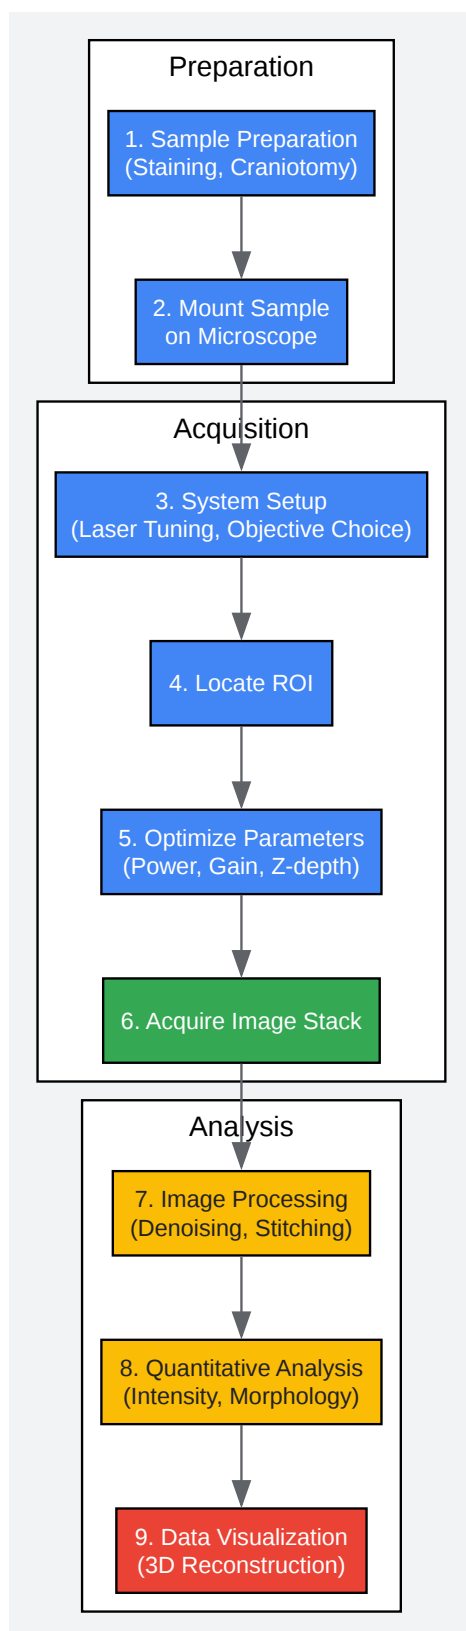 Preparation
1. Sample Preparation
(Staining, Craniotomy)
2. Mount Sample
on Microscope
Acquisition
3. System Setup
(Laser Tuning, Objective Choice)
4. Locate ROI
5. Optimize Parameters
(Power, Gain, Z-depth)
6. Acquire Image Stack
Analysis
7. Image Processing
(Denoising, Stitching)
8. Quantitative Analysis
(Intensity, Morphology)
9. Data Visualization
(3D Reconstruction)